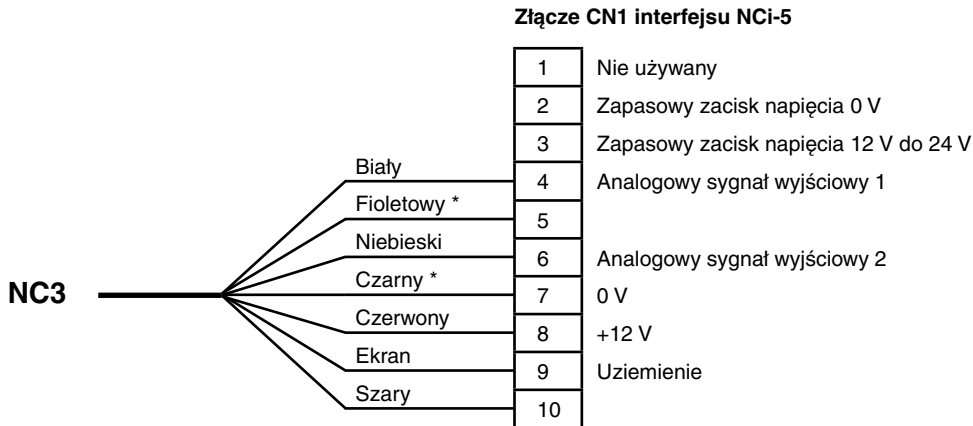 Złącze CN1 interfejsu NCi-5
1 Nie używany
2 Zapasowy zacisk napięcia 0 V
3 Zapasowy zacisk napięcia 12 V do 24 V
Biały 4 Analogowy sygnał wyjściowy 1
Fioletowy * 5
Niebieski 6 Analogowy sygnał wyjściowy 2
NC3 Czarny * 7 0 V
Czerwony 8 +12 V
Ekran 9 Uziemienie
Szary 10